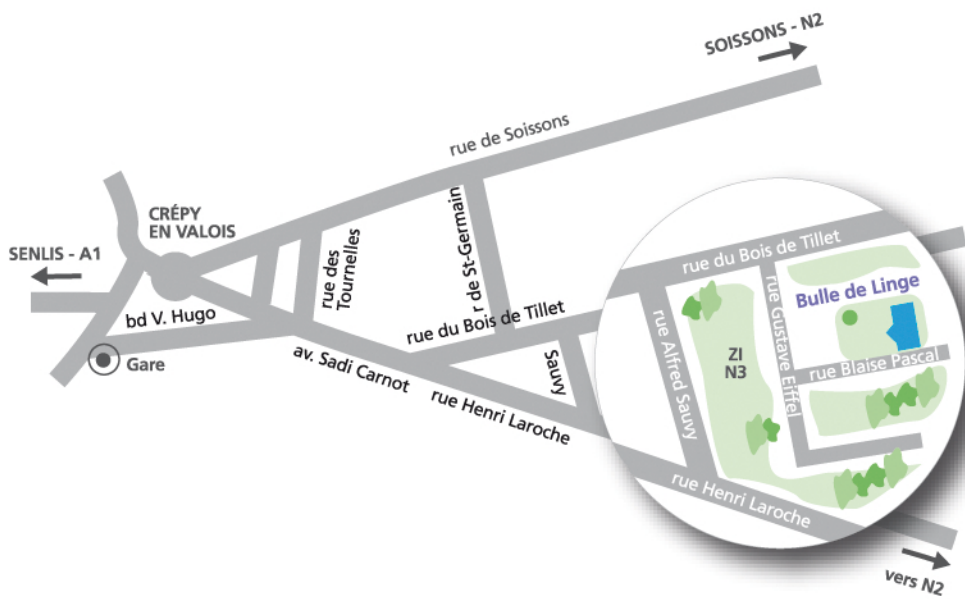 SOISSONS - N2
rue de Soissons
CRÉPY
EN VALOIS
SENLIS - A1
rue des
Tournelles
r de St-Germain
bd V. Hugo
Gare
av. Sadi Carnot
rue Henri Laroche
rue du Bois de Tillet
Sauvy
rue du Bois de Tillet
rue Alfred Sauvy
ZI
N3
rue Gustave Eiffel
Bulle de Linge
rue Blaise Pascal
rue Henri Laroche
vers N2